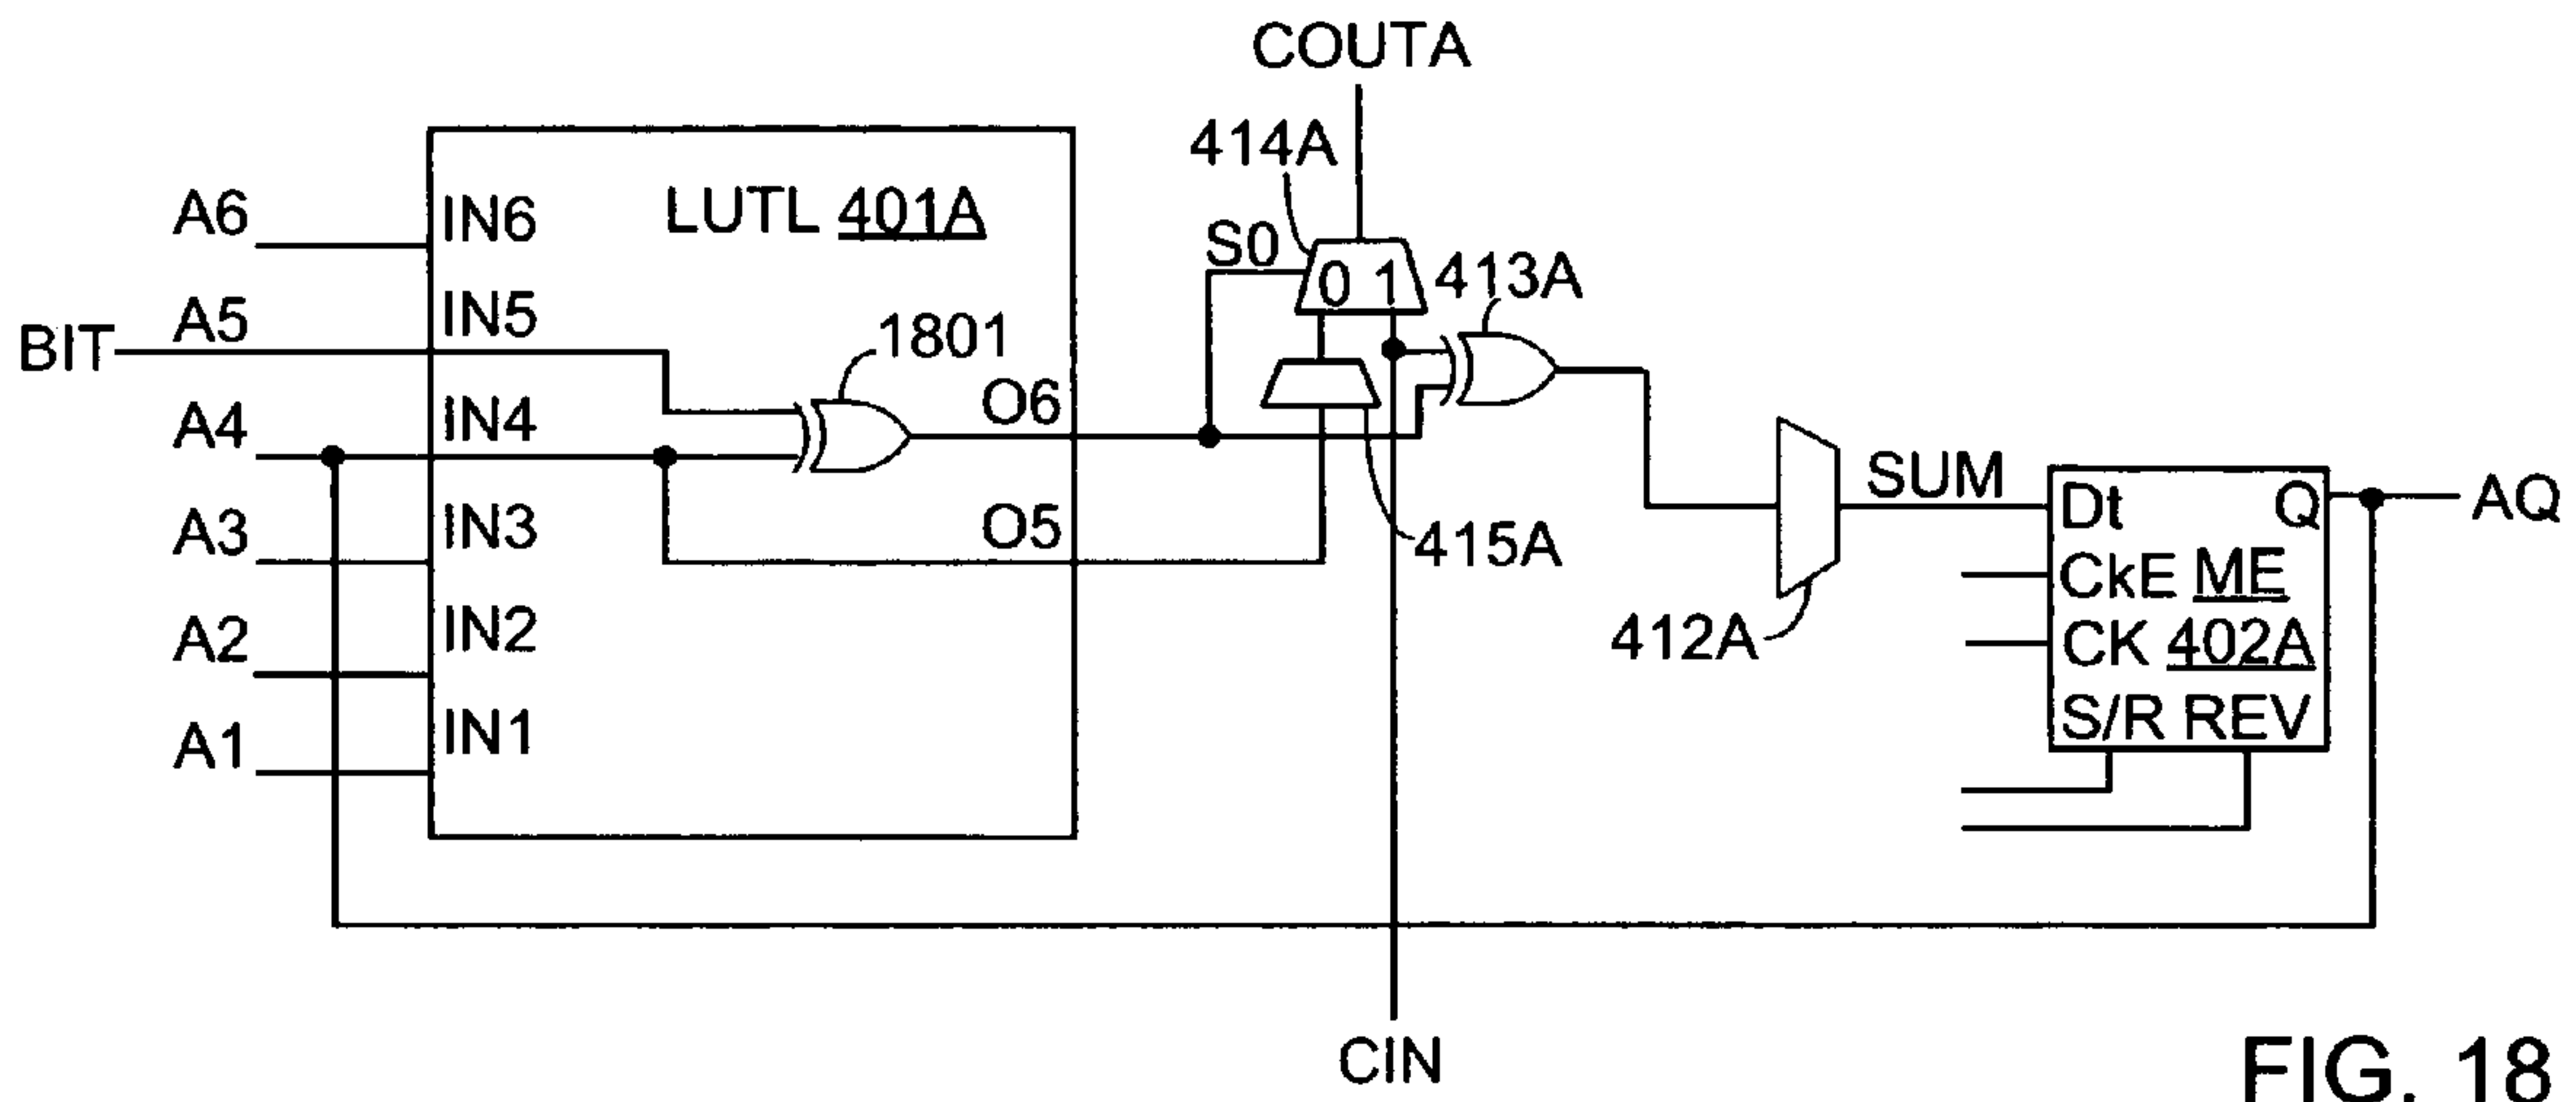 COUTA
414A
A6
IN6
LUTL 401A
S0
0 1
413A
BIT
A5
IN5
1801
A4
IN4
O6
A3
IN3
O5
415A
SUM
Dt
Q
AQ
CkE ME
A2
IN2
412A
CK 402A
A1
IN1
S/R REV
CIN
FIG. 18